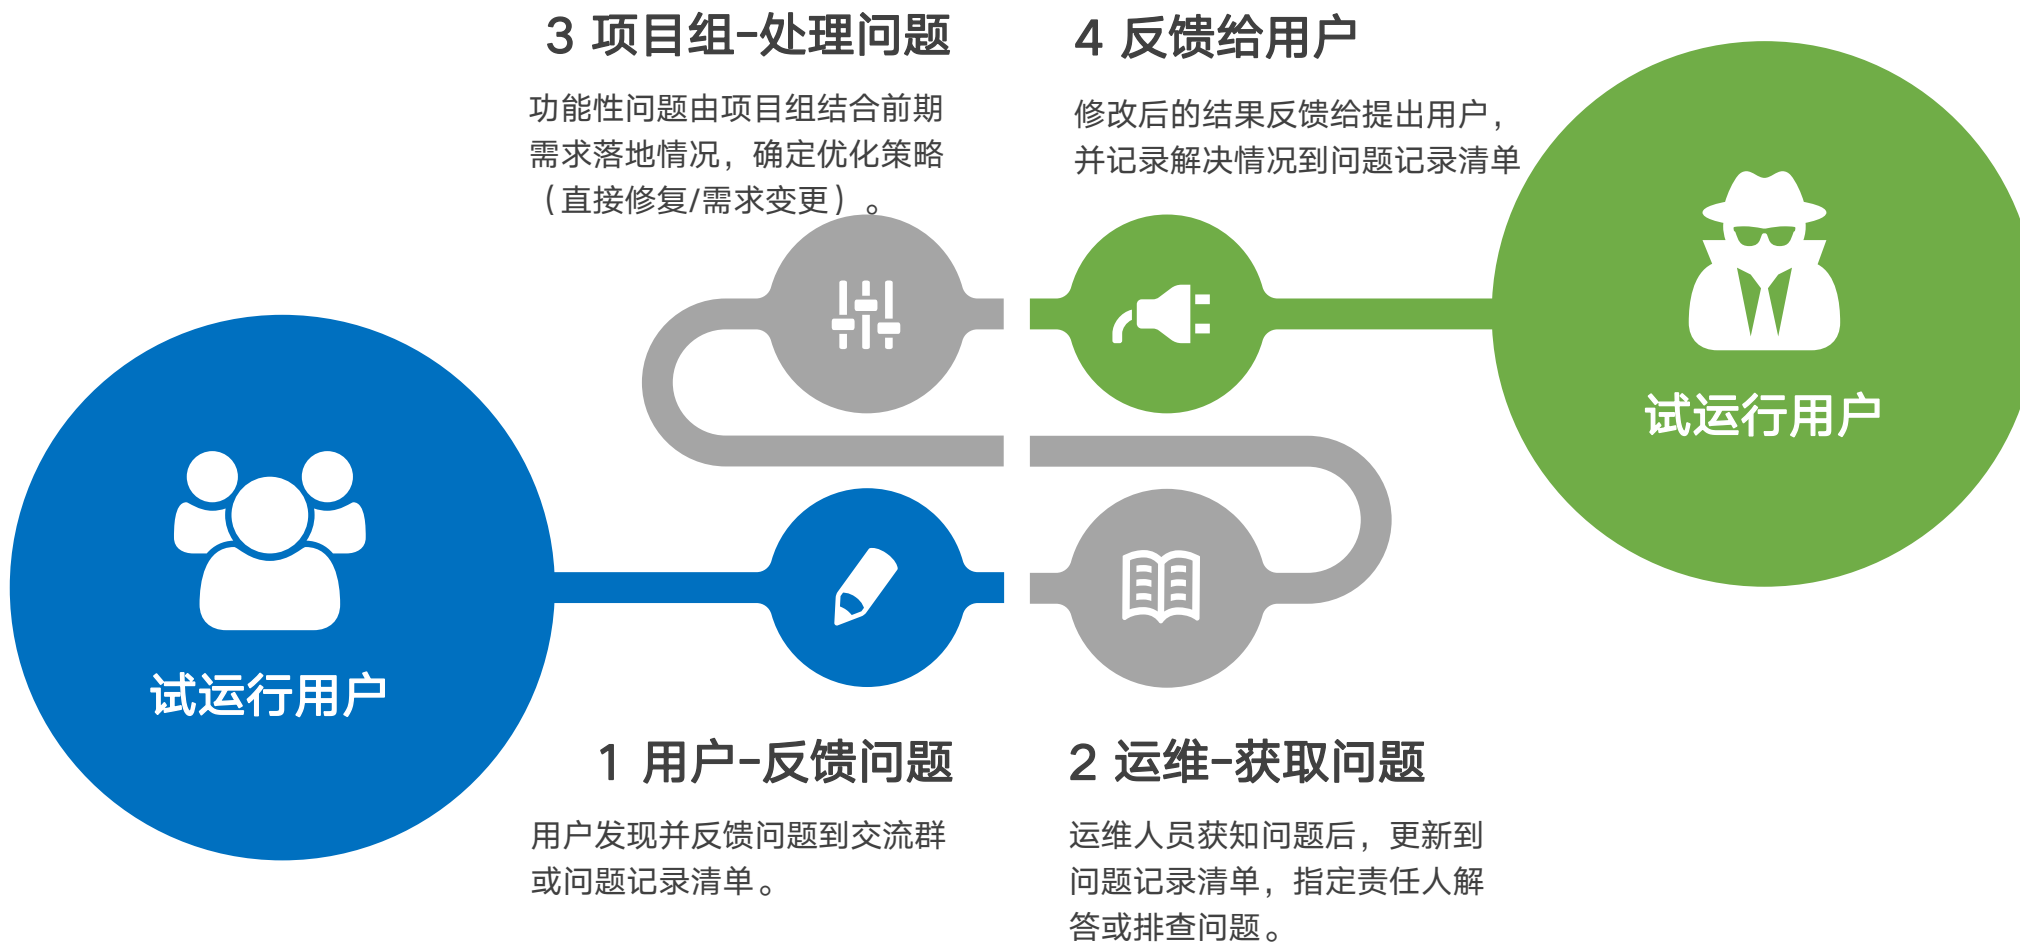 3 项目组-处理问题
功能性问题由项目组结合前期
需求落地情况，确定优化策略
（直接修复/需求变更）。
4 反馈给用户
修改后的结果反馈给提出用户，
并记录解决情况到问题记录清单
试运行用户
试运行用户
1 用户-反馈问题
用户发现并反馈问题到交流群
或问题记录清单。
2 运维-获取问题
运维人员获知问题后，更新到
问题记录清单，指定责任人解
答或排查问题。